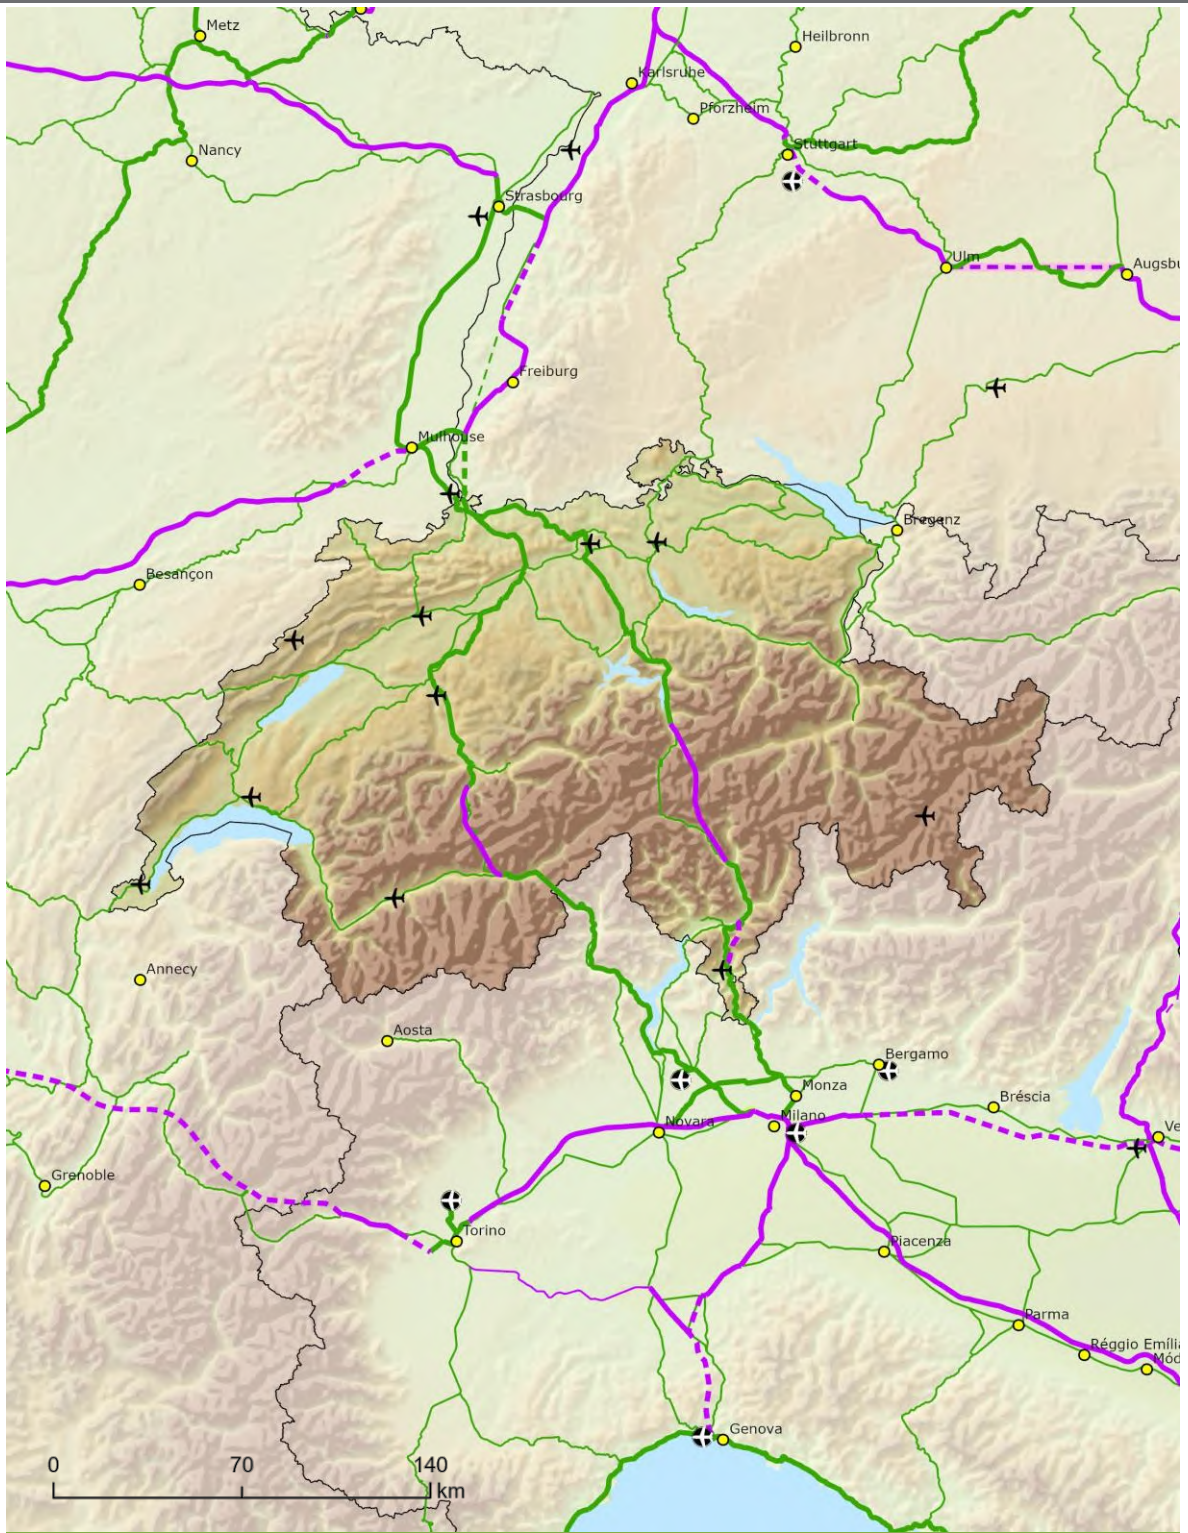 Metz
Heilbronn
Karlsruhe
Pforzheim
Stuttgart
Nancy
Strasbourg
Ulm
Augsbu
Freiburg
Mulhouse
Bregenz
Besançon
Annecy
Aosta
Bergamo
Monza
Bréscia
Milano
Novara
Ve
Grenoble
Torino
Piacenza
Parma
Réggio Emília
Mód
Genova
0 70 140
km